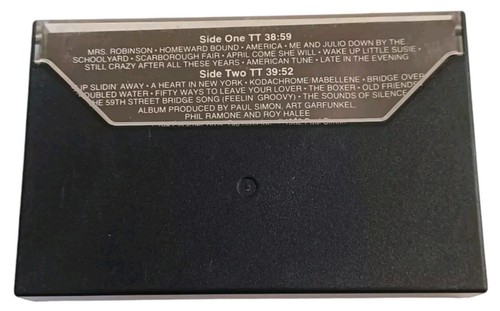 Side One TT 38:59
MRS. ROBINSON • HOMEWARD BOUND • AMERICA • ME AND JULIO DOWN BY THE
SCHOOLYARD • SCARBOROUGH FAIR • APRIL COME SHE WILL • WAKE UP LITTLE SUSIE •
STILL CRAZY AFTER ALL THESE YEARS • AMERICAN TUNE • LATE IN THE EVENING
Side Two TT 39:52
SLIP SLIDIN' AWAY • A HEART IN NEW YORK • KODACHROME/MABELLENE • BRIDGE OVER
OUBLED WATER • FIFTY WAYS TO LEAVE YOUR LOVER • THE BOXER • OLD FRIEND
THE 59TH STREET BRIDGE SONG (FEELIN' GROOVY) • THE SOUNDS OF SILENCE
ALBUM PRODUCED BY PAUL SIMON, ART GARFUNKEL,
PHIL RAMONE AND ROY HALEE